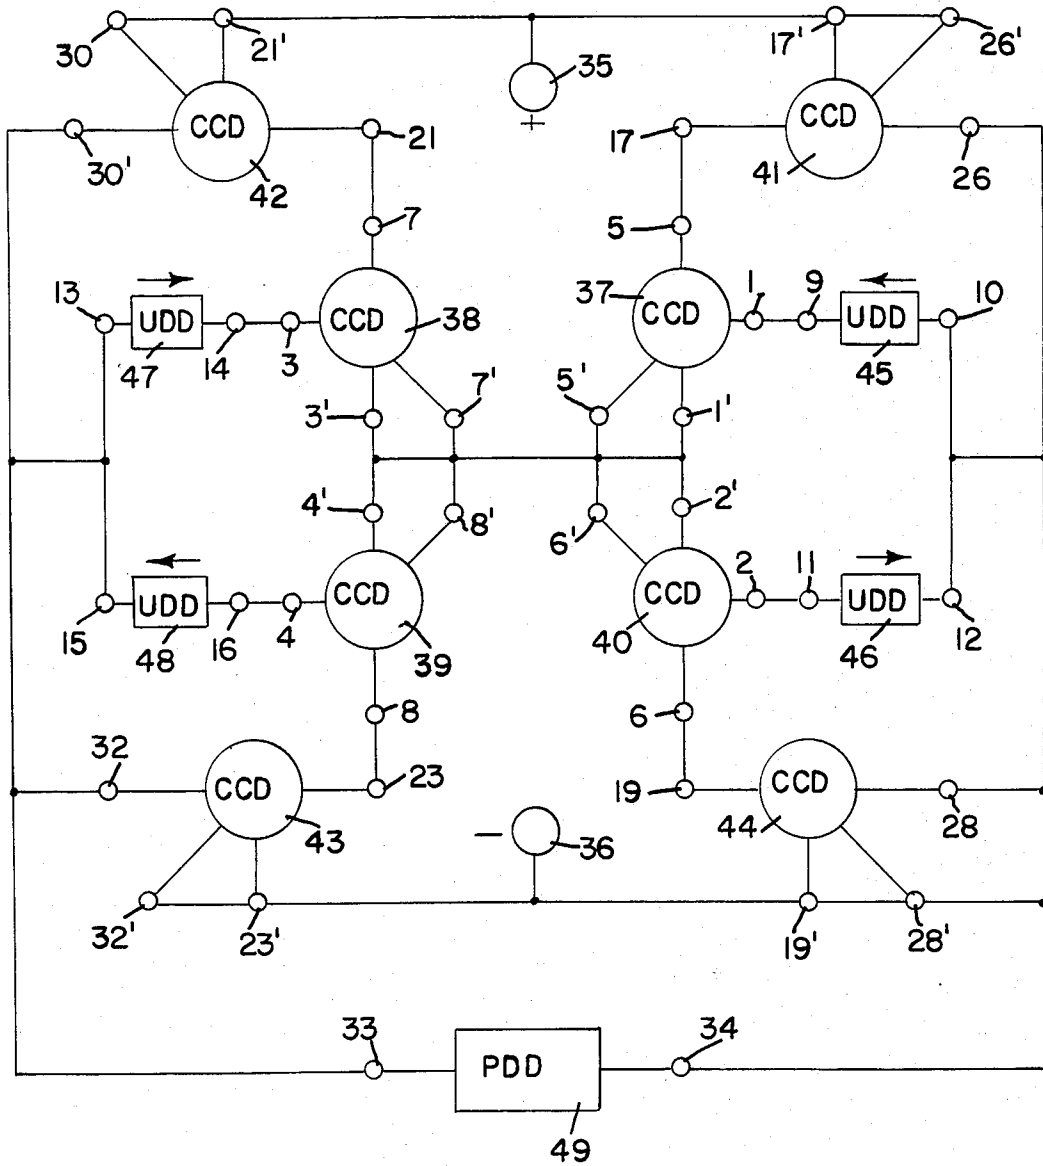 30 21' 17' 26'
35
+
CCD CCD
30' 42 21 17 41 26
7 5
13 UDD 47 14 3 CCD 38 37 CCD 1 9 UDD 45 10
3' 7' 5' 1'
4' 8' 6' 2'
15 UDD 48 16 4 CCD 39 CCD 40 2 11 UDD 46 12
8 6
32 CCD 43 23 19 CCD 44 28
− 36
32' 23' 19' 28'
33 PDD 34
49